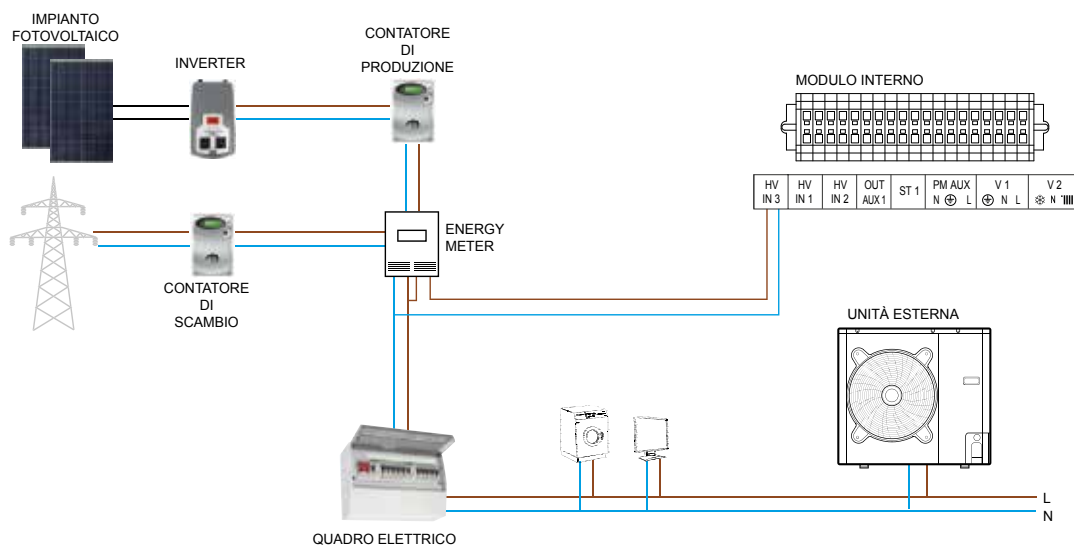 IMPIANTO
FOTOVOLTAICO
INVERTER
CONTATORE
DI
PRODUZIONE
MODULO INTERNO
HV
IN 3
HV
IN 1
HV
IN 2
OUT
AUX 1
ST 1
PM AUX
N L
V 1
N L
V 2
N
ENERGY
METER
CONTATORE
DI
SCAMBIO
UNITÀ ESTERNA
L
N
QUADRO ELETTRICO